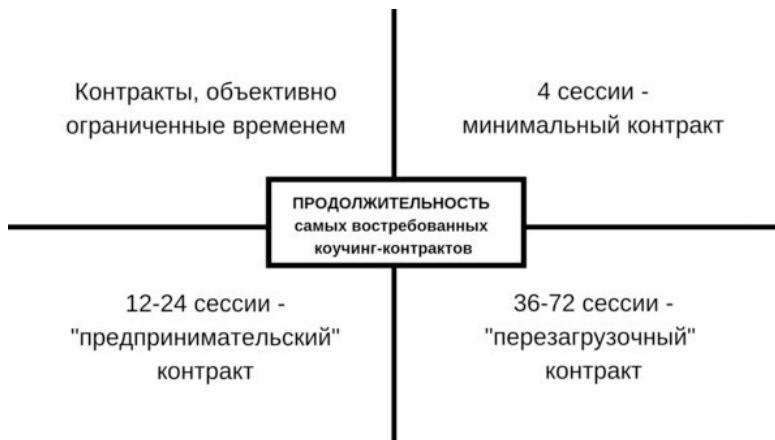 Контракты, объективно
ограниченные временем
4 сессии -
минимальный контракт
ПРОДОЛЖИТЕЛЬНОСТЬ
самых востребованных
коучинг-контрактов
12-24 сессии -
"предпринимательский"
контракт
36-72 сессии -
"перезагрузочный"
контракт